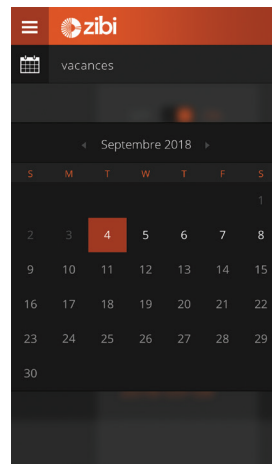 zibi
vacances
Septembre 2018
S M T W T F S
1
2 3 4 5 6 7 8
9 10 11 12 13 14 15
16 17 18 19 20 21 22
23 24 25 26 27 28 29
30